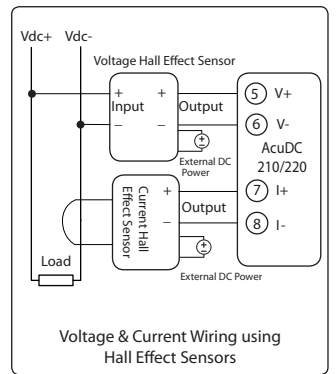 Vdc+ Vdc-
Voltage Hall Effect Sensor
+ +
Input Output
− −
External DC
Power
5 V+
6 V-
AcuDC
210/220
7 I+
8 I-
Current Hall
Effect Sensor
+
Output
−
External DC Power
Load
Voltage & Current Wiring using
Hall Effect Sensors